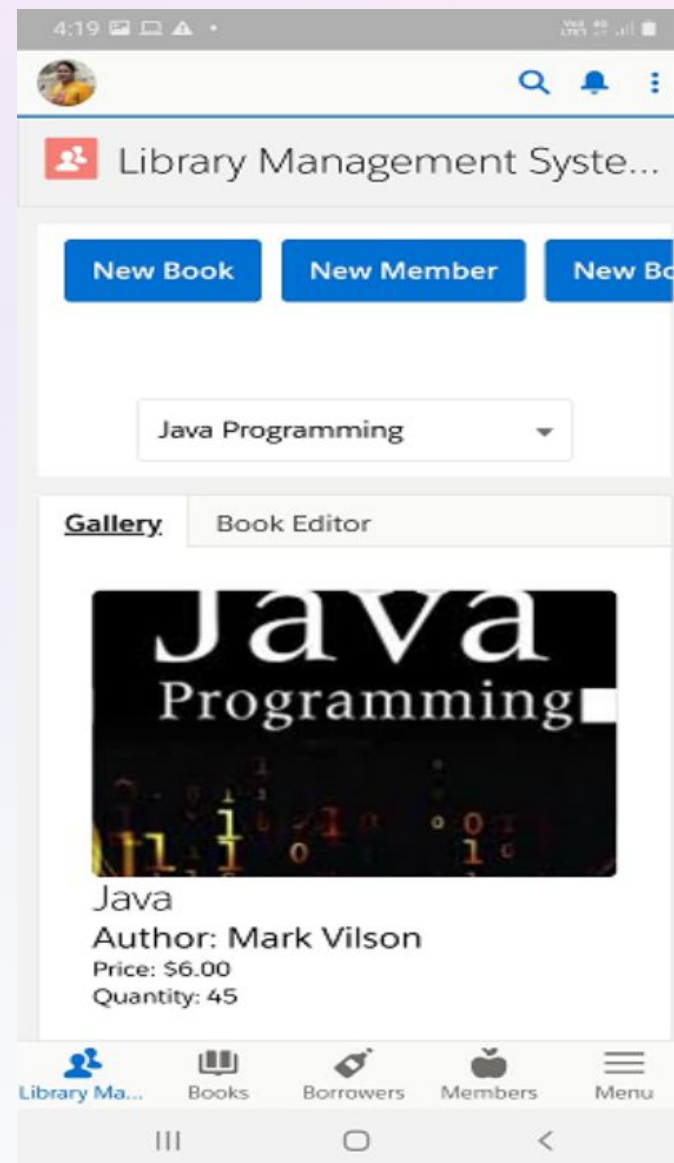 4:19
Library Management Syste...
New Book New Member New Bo
Java Programming
Gallery Book Editor
Java
Programming
Java
Author: Mark Vilson
Price: $6.00
Quantity: 45
Library Ma... Books Borrowers Members Menu